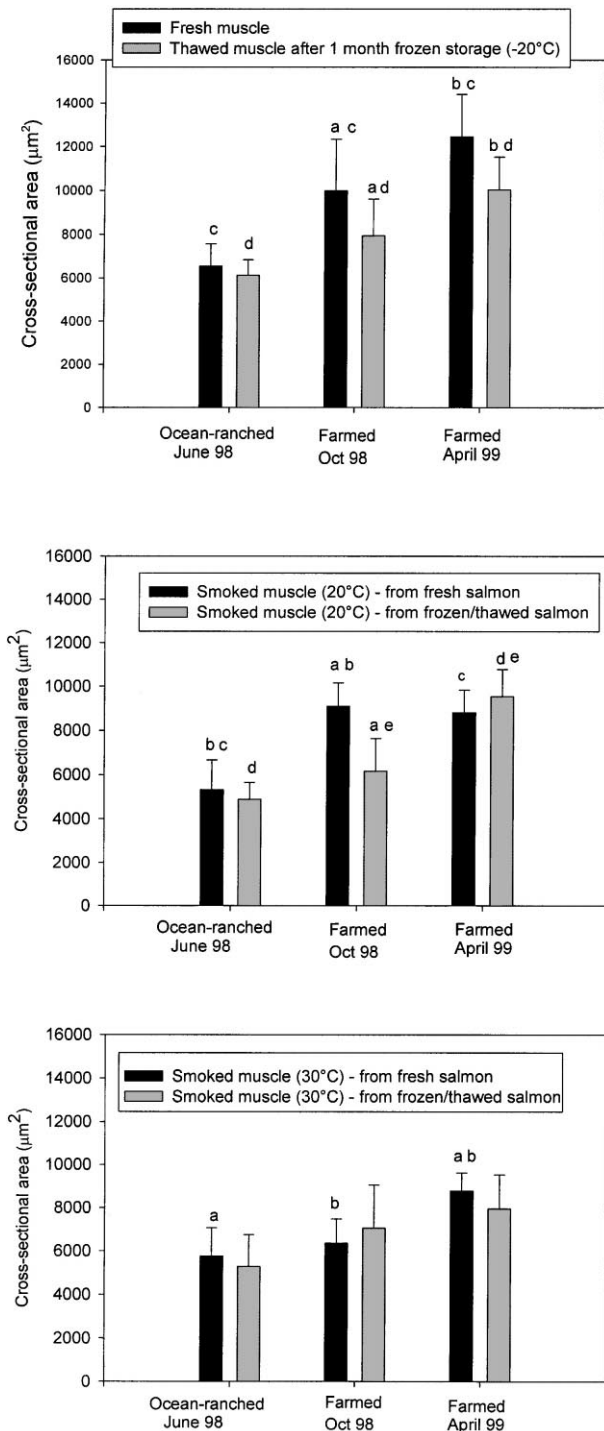 Fresh muscle
Thawed muscle after 1 month frozen storage (-20°C)
Cross-sectional area (μm²)
16000
14000
12000
10000
8000
6000
4000
2000
0
c
d
a c
a d
b c
b d
Ocean-ranched
June 98
Farmed
Oct 98
Farmed
April 99
Smoked muscle (20°C) - from fresh salmon
Smoked muscle (20°C) - from frozen/thawed salmon
Cross-sectional area (μm²)
16000
14000
12000
10000
8000
6000
4000
2000
0
b c
d
a b
a e
c
d e
Ocean-ranched
June 98
Farmed
Oct 98
Farmed
April 99
Smoked muscle (30°C) - from fresh salmon
Smoked muscle (30°C) - from frozen/thawed salmon
Cross-sectional area (μm²)
16000
14000
12000
10000
8000
6000
4000
2000
0
a
b
a b
Ocean-ranched
June 98
Farmed
Oct 98
Farmed
April 99